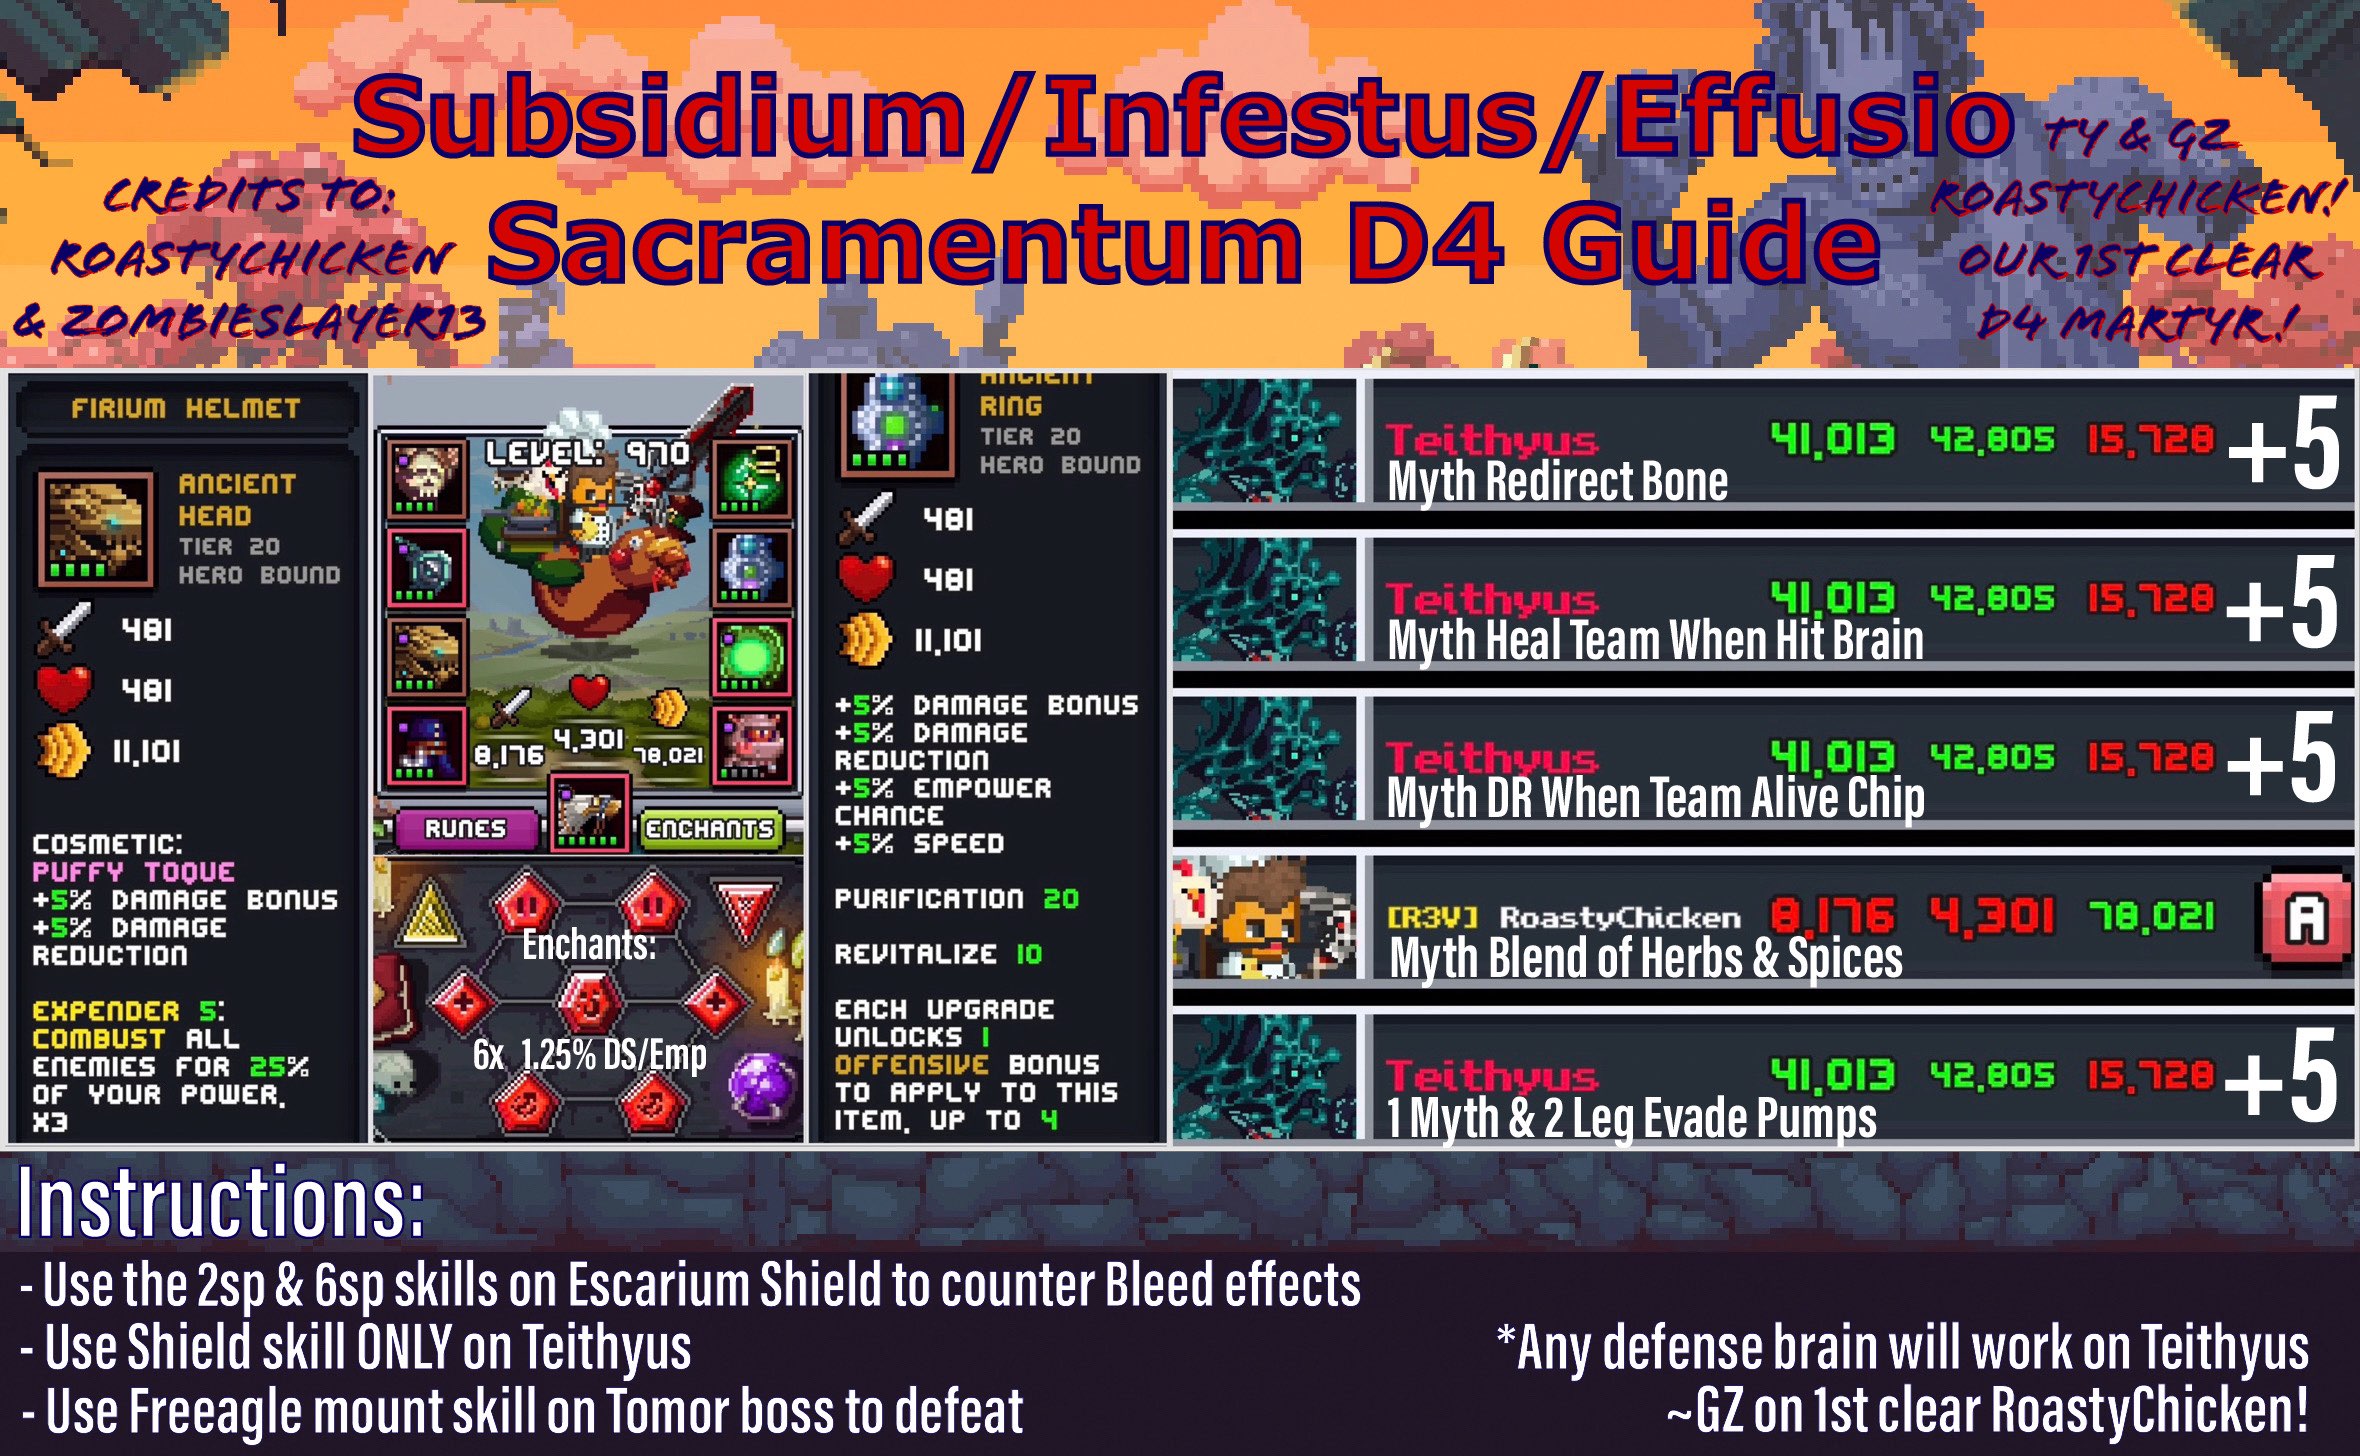 Subsidium/Infestus/Effusio
Sacramentum D4 Guide
CREDITS TO:
ROASTYCHICKEN
& ZOMBIESLAYER13
TY & GZ
ROASTYCHICKEN!
OUR 1ST CLEAR
D4 MARTYR!
FIRIUM HELMET
ANCIENT
HEAD
TIER 20
HERO BOUND
481
481
11,101
COSMETIC:
PUFFY TOQUE
+5% DAMAGE BONUS
+5% DAMAGE
REDUCTION
EXPENDER 5:
COMBUST ALL
ENEMIES FOR 25%
OF YOUR POWER.
X3
LEVEL: 970
8,176 4,301 78,021
RUNES
ENCHANTS
Enchants:
6x 1.25% DS/Emp
ANCIENT
RING
TIER 20
HERO BOUND
481
481
11,101
+5% DAMAGE BONUS
+5% DAMAGE
REDUCTION
+5% EMPOWER
CHANCE
+5% SPEED
PURIFICATION 20
REVITALIZE 10
EACH UPGRADE
UNLOCKS 1
OFFENSIVE BONUS
TO APPLY TO THIS
ITEM, UP TO 4
Teithyus 41,013 42,805 15,728 +5
Myth Redirect Bone
Teithyus 41,013 42,805 15,728 +5
Myth Heal Team When Hit Brain
Teithyus 41,013 42,805 15,728 +5
Myth DR When Team Alive Chip
[R3V] RoastyChicken 8,176 4,301 78,021 A
Myth Blend of Herbs & Spices
Teithyus 41,013 42,805 15,728 +5
1 Myth & 2 Leg Evade Pumps
Instructions:
- Use the 2sp & 6sp skills on Escarium Shield to counter Bleed effects
- Use Shield skill ONLY on Teithyus
- Use Freeagle mount skill on Tomor boss to defeat
*Any defense brain will work on Teithyus
~GZ on 1st clear RoastyChicken!